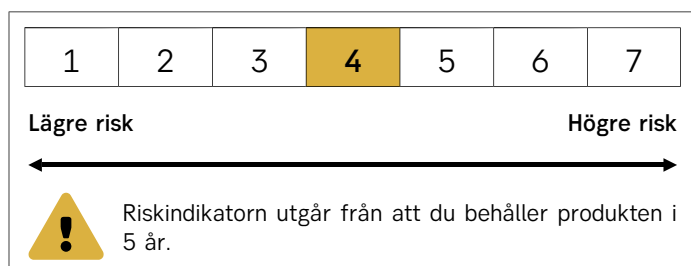 1 2 3 4 5 6 7
Lägre risk Högre risk
Riskindikatorn utgår från att du behåller produkten i
5 år.